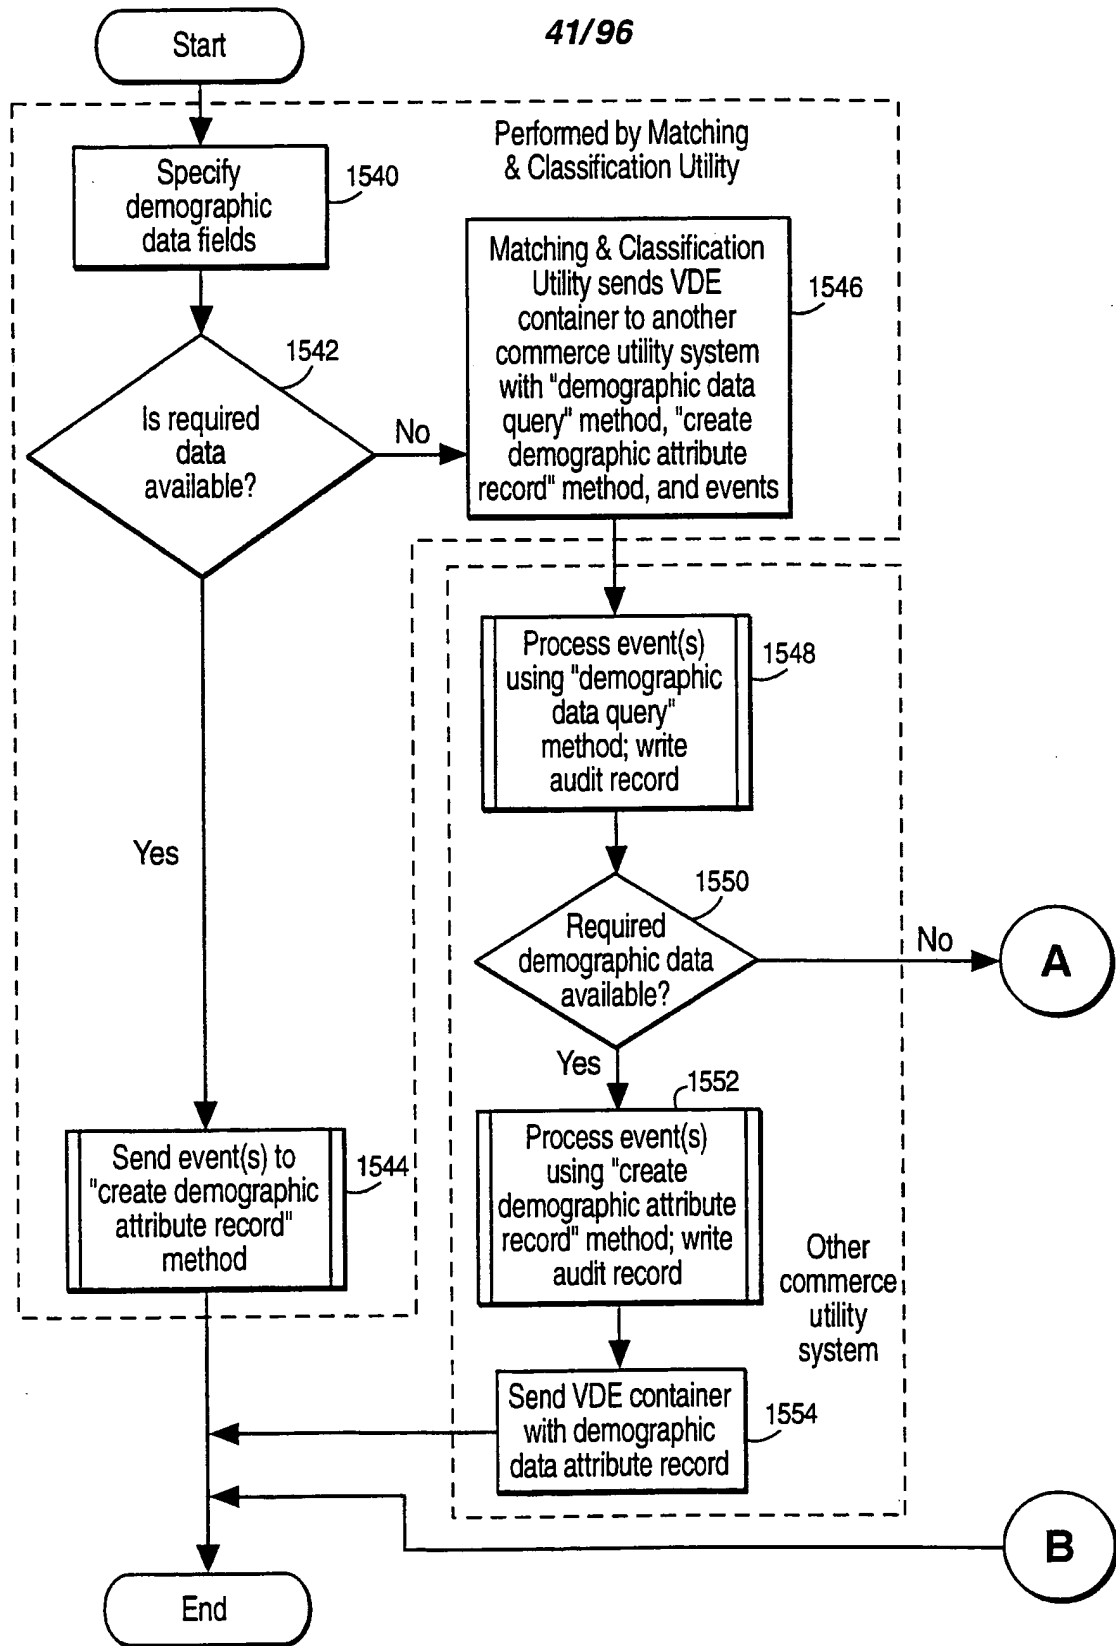 41/96
Start
Performed by Matching
& Classification Utility
Specify
demographic
data fields
1540
Matching & Classification
Utility sends VDE
container to another
commerce utility system
with "demographic data
query" method, "create
demographic attribute
record" method, and events
1546
1542
Is required
data
available?
No
Process event(s)
using "demographic
data query"
method; write
audit record
1548
Yes
1550
Required
demographic data
available?
No
A
Yes
1552
Process event(s)
using "create
demographic attribute
record" method; write
audit record
Send event(s) to
"create demographic
attribute record"
method
1544
Other
commerce
utility
system
Send VDE container
with demographic
data attribute record
1554
B
End